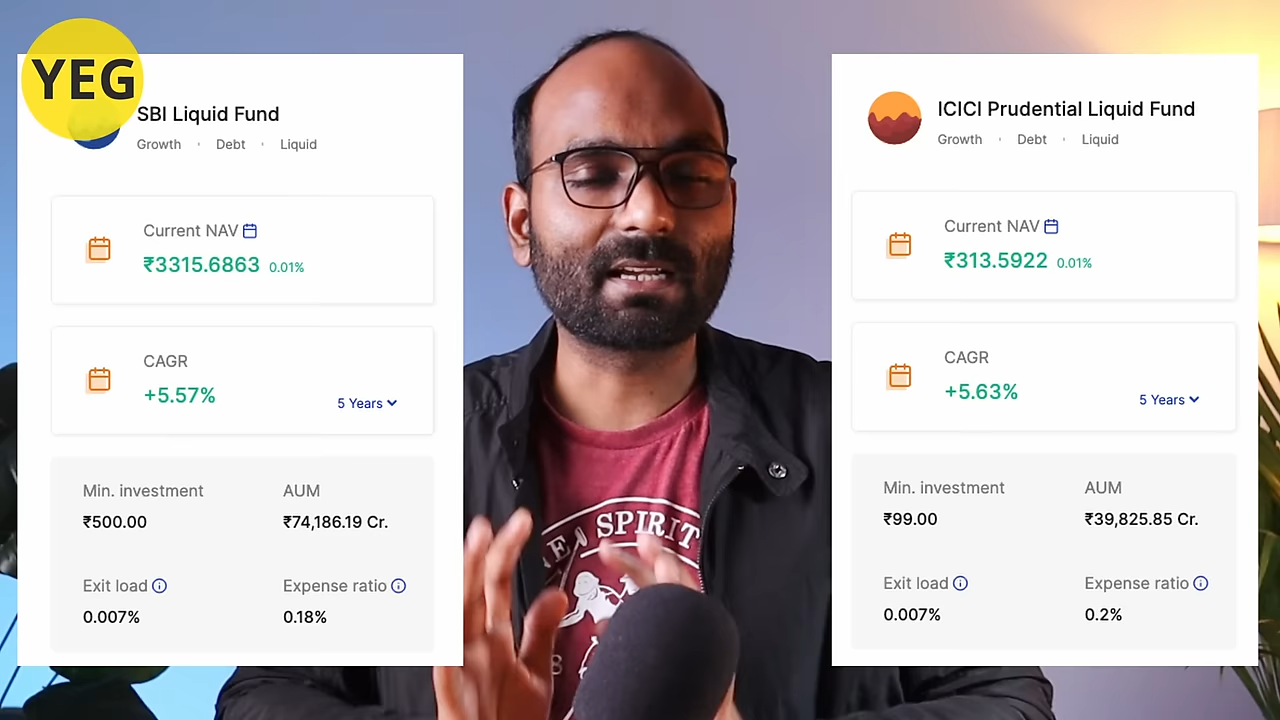 YEG
SBI Liquid Fund
Growth · Debt · Liquid
Current NAV
₹3315.6863 0.01%
CAGR
+5.57%
5 Years
Min. investment AUM
₹500.00 ₹74,186.19 Cr.
Exit load Expense ratio
0.007% 0.18%
SPIRIT
ICICI Prudential Liquid Fund
Growth · Debt · Liquid
Current NAV
₹313.5922 0.01%
CAGR
+5.63%
5 Years
Min. investment AUM
₹99.00 ₹39,825.85 Cr.
Exit load Expense ratio
0.007% 0.2%